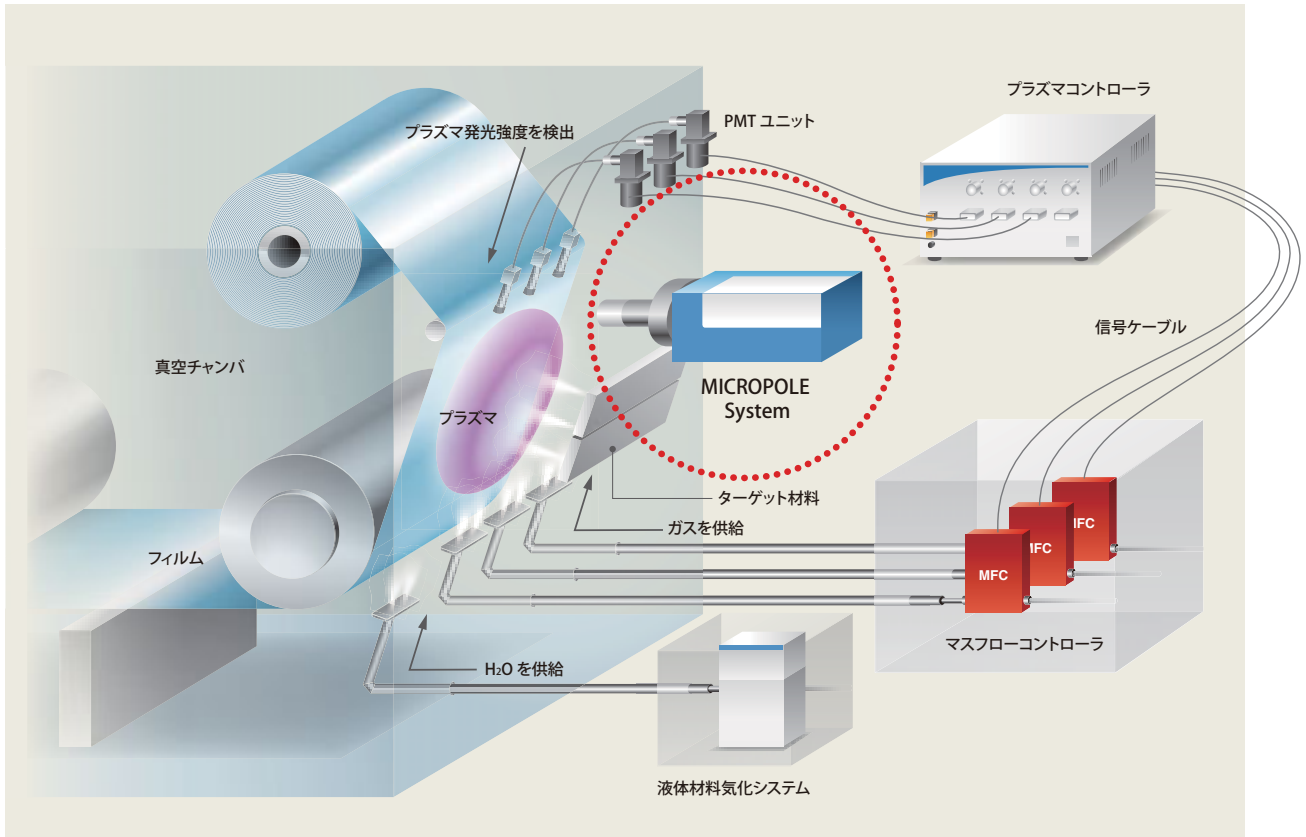 プラズマコントローラ
PMT ユニット
プラズマ発光強度を検出
信号ケーブル
真空チャンバ
MICROPOLE
System
プラズマ
ターゲット材料
ガスを供給
フィルム
MFC
MFC
MFC
マスフローコントローラ
H₂O を供給
液体材料気化システム